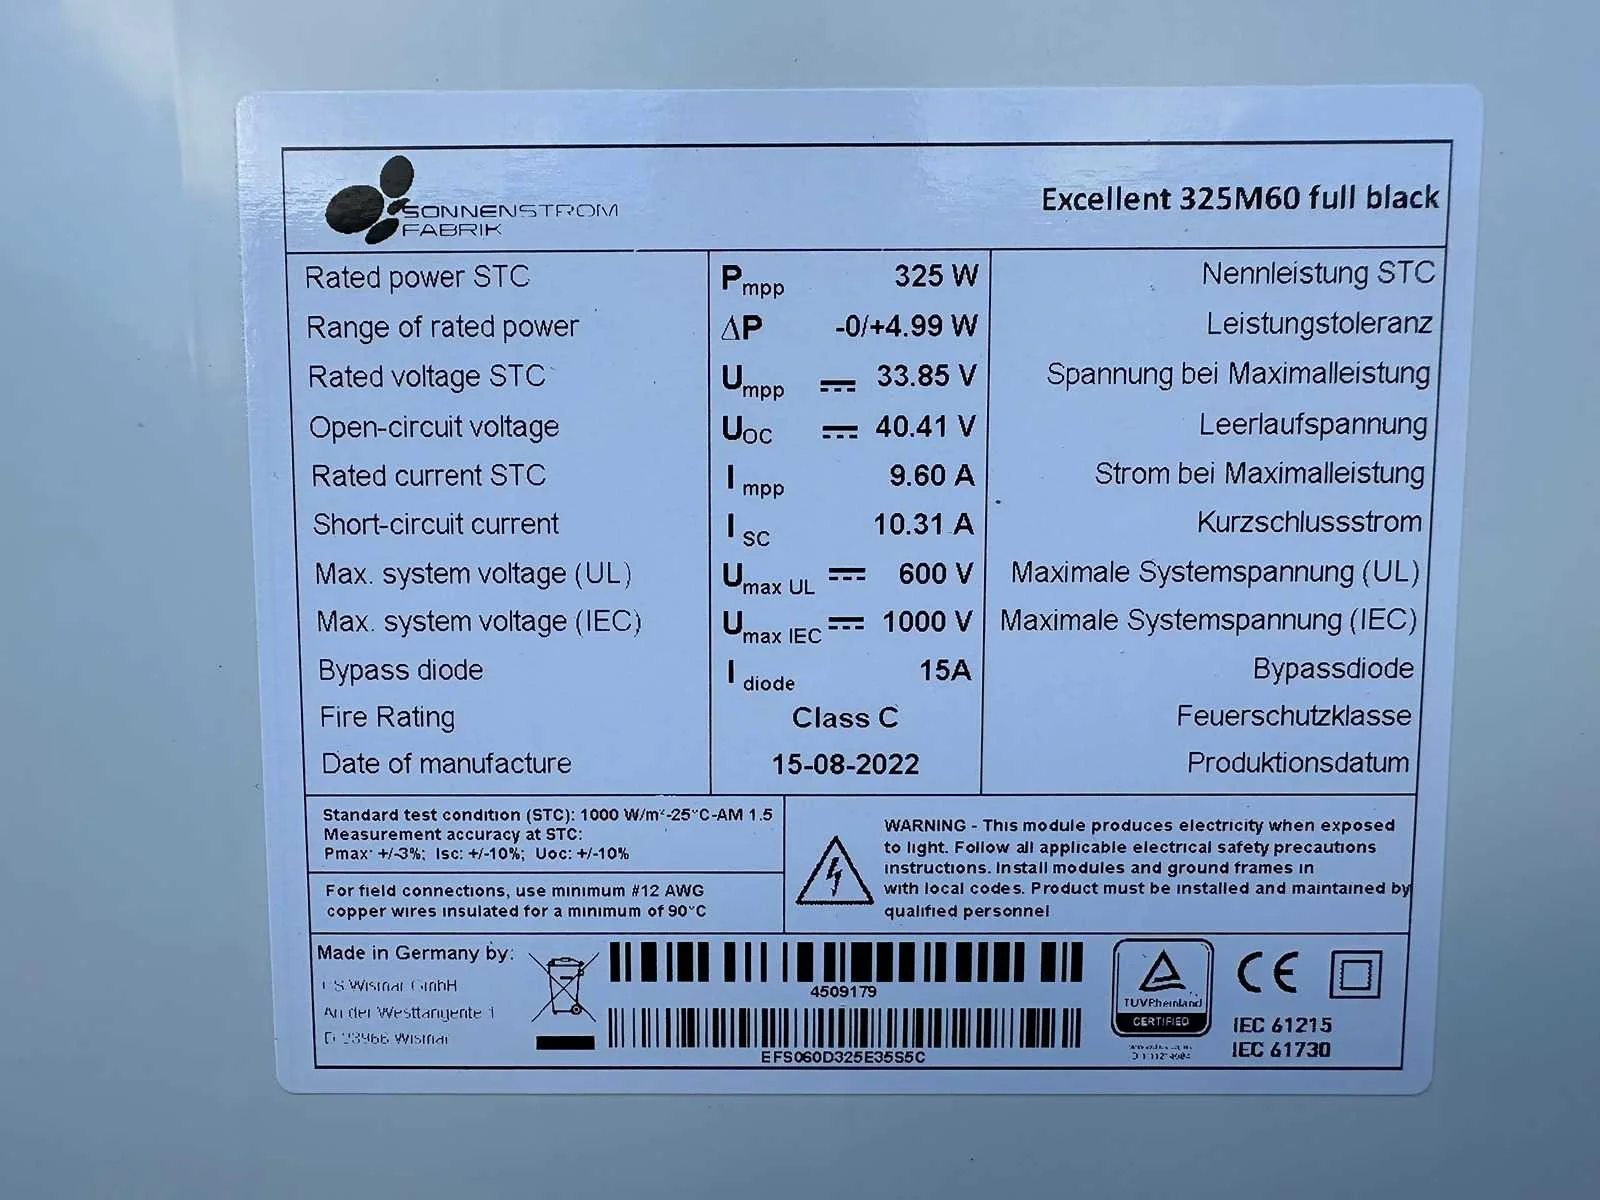 SONNENSTROM
FABRIK
Excellent 325M60 full black
Rated power STC Pmpp 325 W Nennleistung STC
Range of rated power ΔP -0/+4.99 W Leistungstoleranz
Rated voltage STC Umpp 33.85 V Spannung bei Maximalleistung
Open-circuit voltage UOC 40.41 V Leerlaufspannung
Rated current STC I mpp 9.60 A Strom bei Maximalleistung
Short-circuit current I SC 10.31 A Kurzschlussstrom
Max. system voltage (UL) Umax UL 600 V Maximale Systemspannung (UL)
Max. system voltage (IEC) Umax IEC 1000 V Maximale Systemspannung (IEC)
Bypass diode I diode 15A Bypassdiode
Fire Rating Class C Feuerschutzklasse
Date of manufacture 15-08-2022 Produktionsdatum
Standard test condition (STC): 1000 W/m²-25°C-AM 1.5
Measurement accuracy at STC:
Pmax: +/-3%; Isc: +/-10%; Uoc: +/-10%
For field connections, use minimum #12 AWG
copper wires insulated for a minimum of 90°C
WARNING - This module produces electricity when exposed
to light. Follow all applicable electrical safety precautions
instructions. Install modules and ground frames in
with local codes. Product must be installed and maintained by
qualified personnel
Made in Germany by:
CS Wismar GmbH
An der Westtangente 1
D-23966 Wismar
4509179
EFS060D325E35S5C
TÜVRheinland
CERTIFIED
CE
IEC 61215
IEC 61730